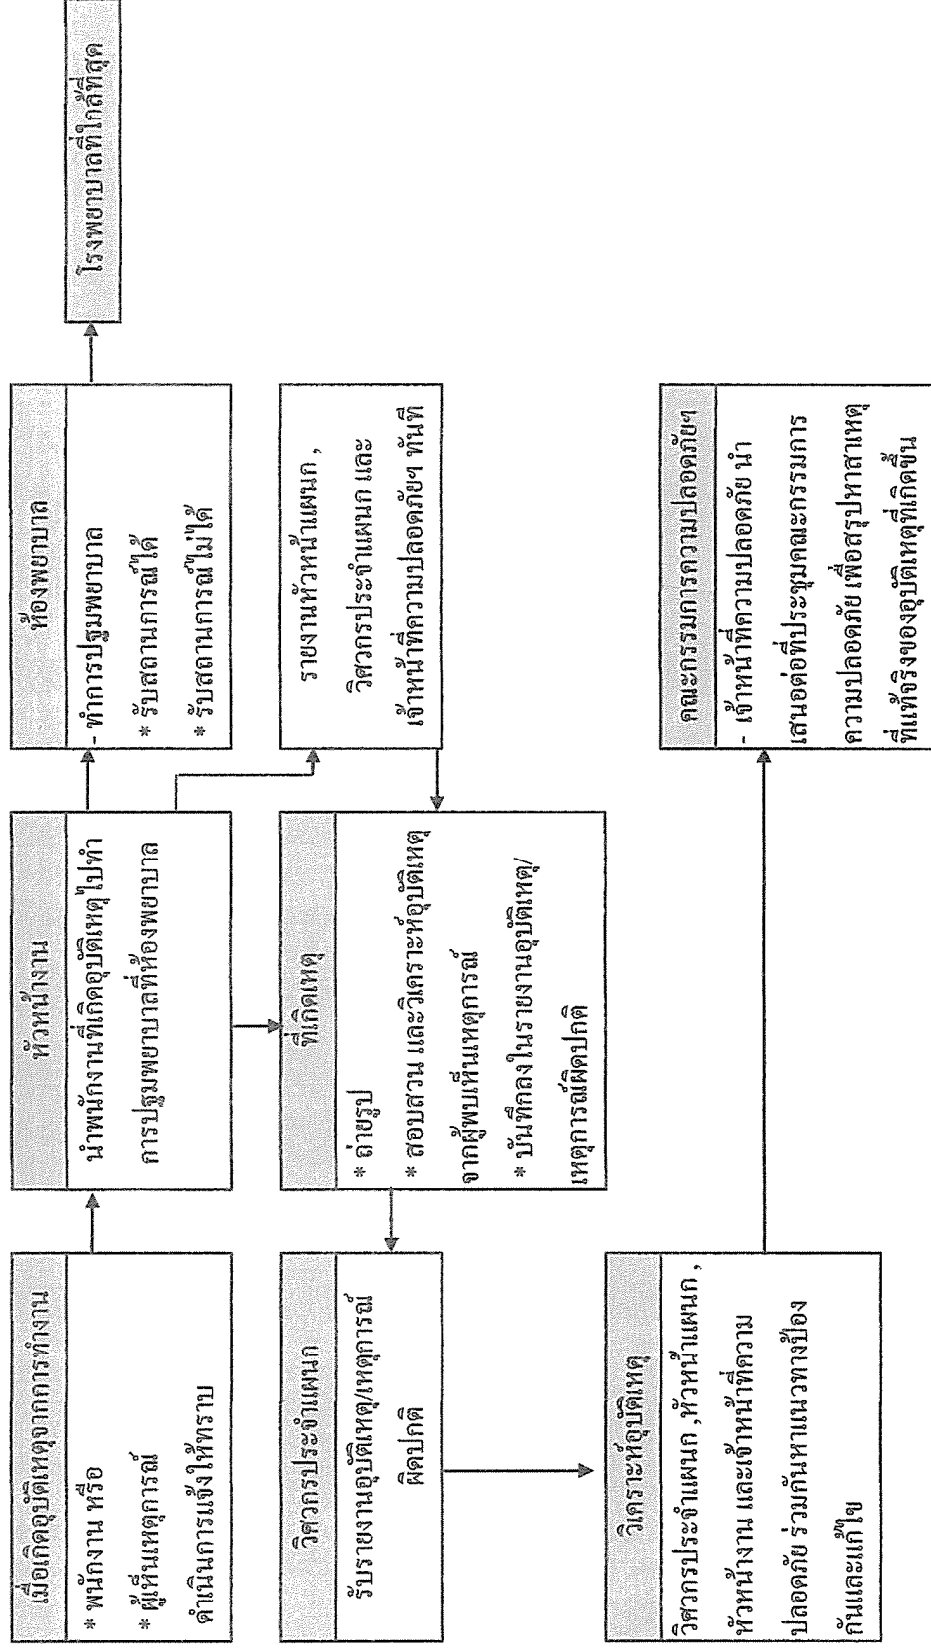 เมื่อเกิดอุบัติเหตุจากการทำงาน
* พนักงาน หรือ
* ผู้เห็นเหตุการณ์
ดำเนินการแจ้งให้ทราบ
หัวหน้างาน
นำพนักงานที่เกิดอุบัติเหตุไปทำ
การปฐมพยาบาลที่ห้องพยาบาล
ห้องพยาบาล
- ทำการปฐมพยาบาล
* รับสถานการณ์ได้
* รับสถานการณ์ไม่ได้
โรงพยาบาลที่ใกล้ที่สุด
รายงานหัวหน้าแผนก ,
วิศวกรประจำแผนก และ
เจ้าหน้าที่ความปลอดภัยฯ ทันที
ที่เกิดเหตุ
* ถ่ายรูป
* สอบสวน และวิเคราะห์อุบัติเหตุ
จากผู้พบเห็นเหตุการณ์
* บันทึกลงในรายงานอุบัติเหตุ/
เหตุการณ์ผิดปกติ
วิศวกรประจำแผนก
รับรายงานอุบัติเหตุ/เหตุการณ์
ผิดปกติ
วิเคราะห์อุบัติเหตุ
วิศวกรประจำแผนก ,หัวหน้าแผนก ,
หัวหน้างาน และเจ้าหน้าที่ความ
ปลอดภัย ร่วมกันหาแนวทางป้อง
กันและแก้ไข
คณะกรรมการความปลอดภัยฯ
- เจ้าหน้าที่ความปลอดภัย นำ
เสนอต่อที่ประชุมคณะกรรมการ
ความปลอดภัย เพื่อสรุปหาสาเหตุ
ที่แท้จริงของอุบัติเหตุที่เกิดขึ้น